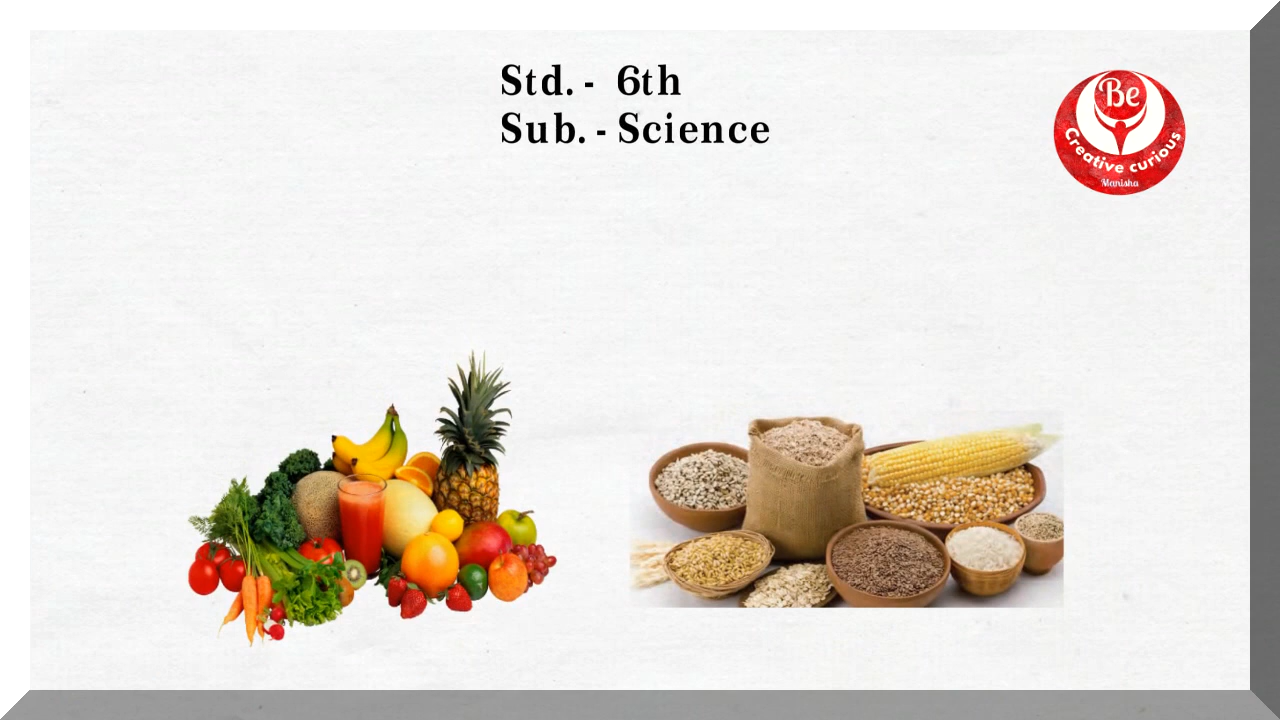 Std. - 6th
Sub. - Science
Be
Creative curious
Manisha